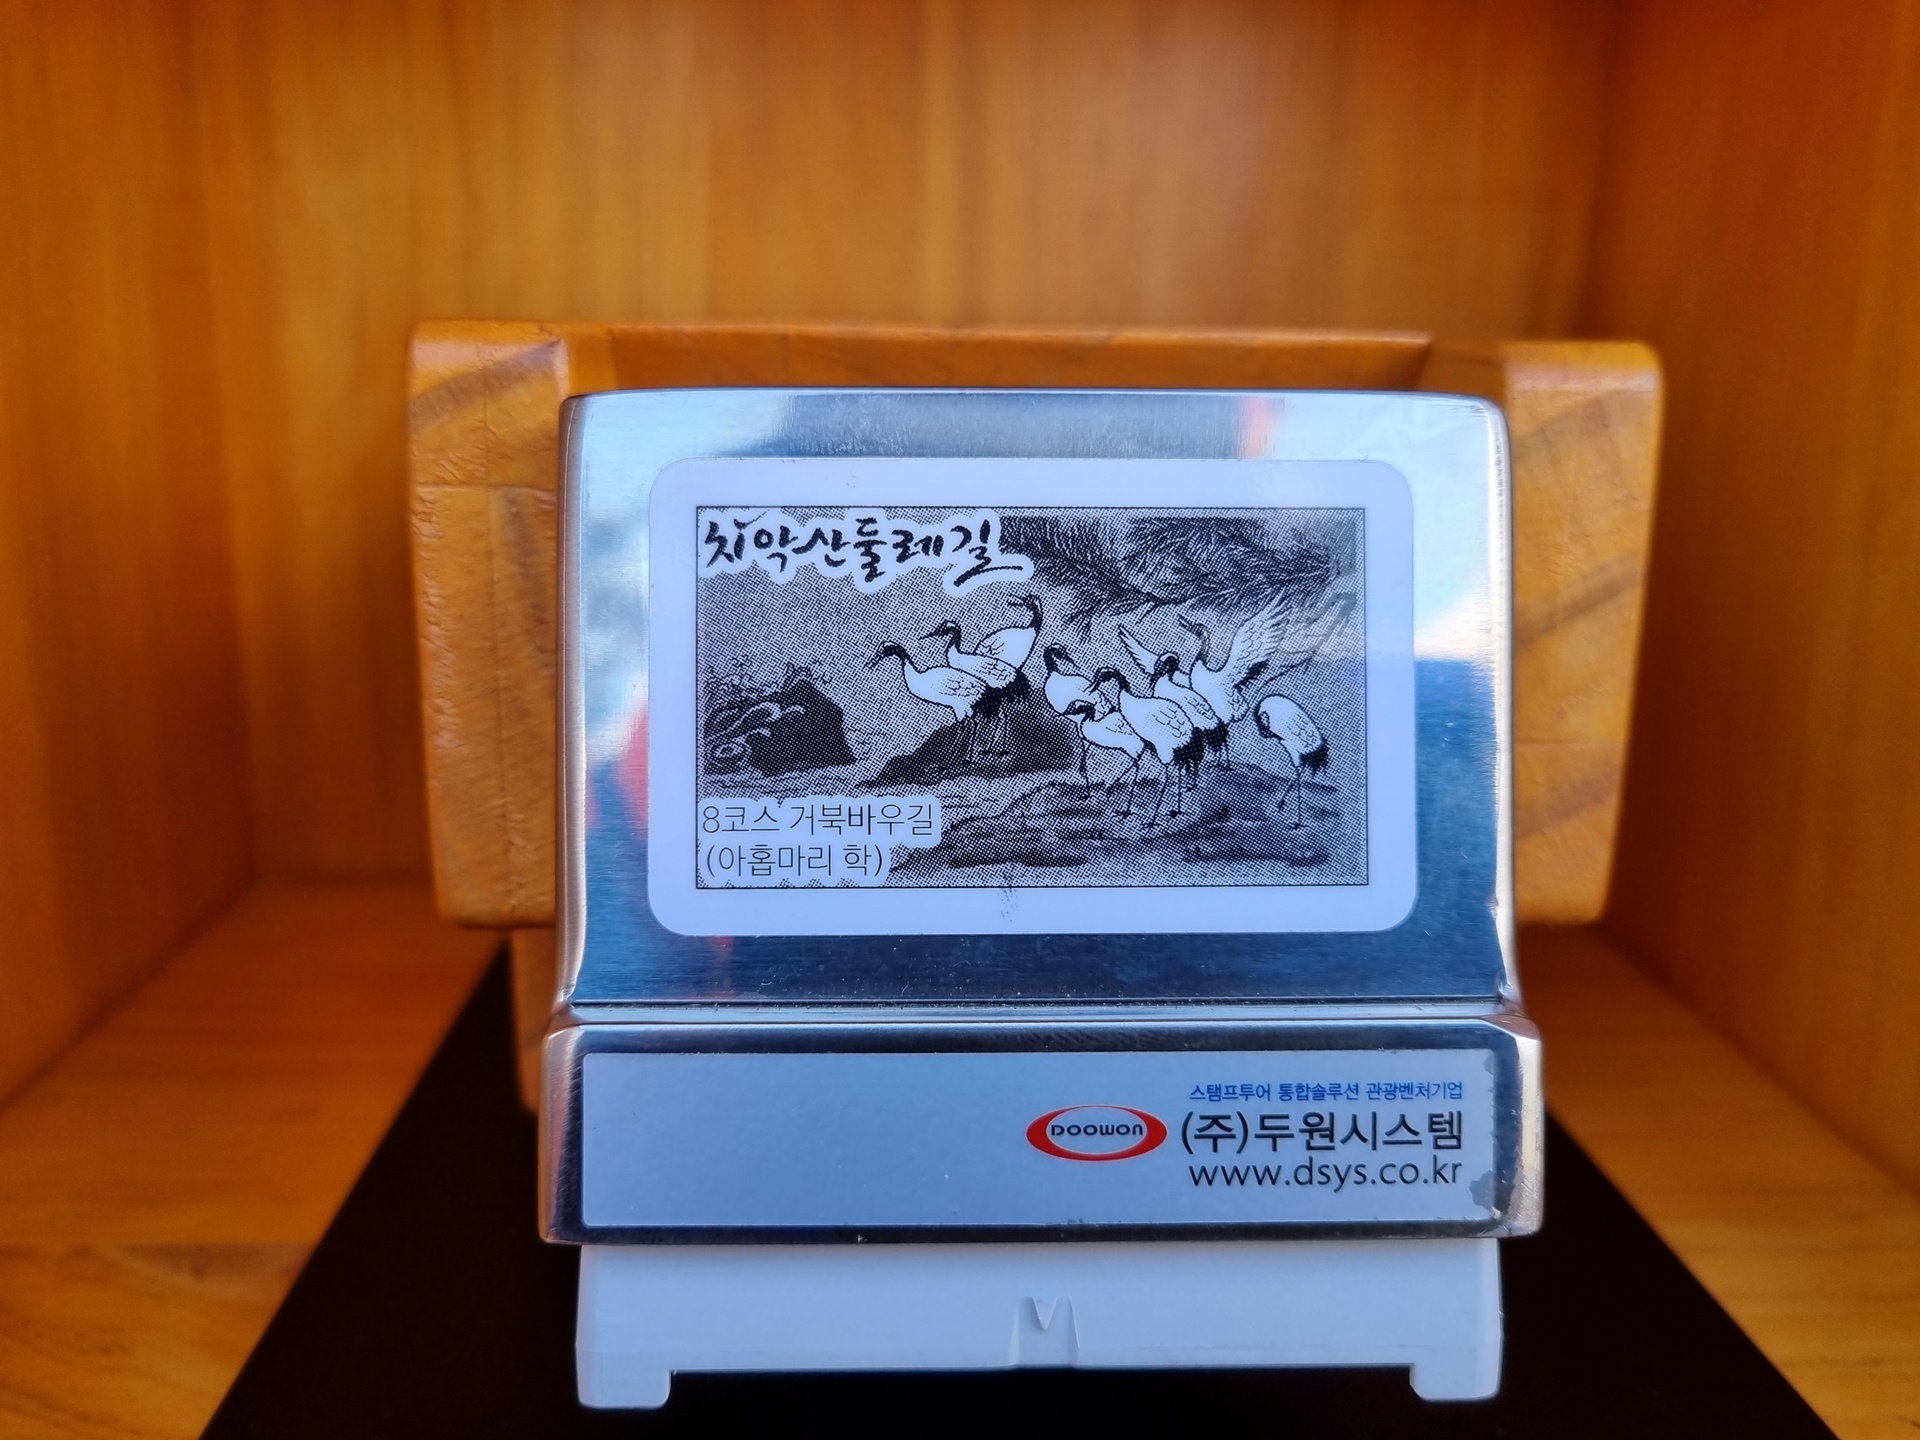 치악산둘레길
8코스 거북바우길
(아홉마리 학)
스탬프투어 통합솔루션 관광벤처기업
DOOWON (주)두원시스템
www.dsys.co.kr